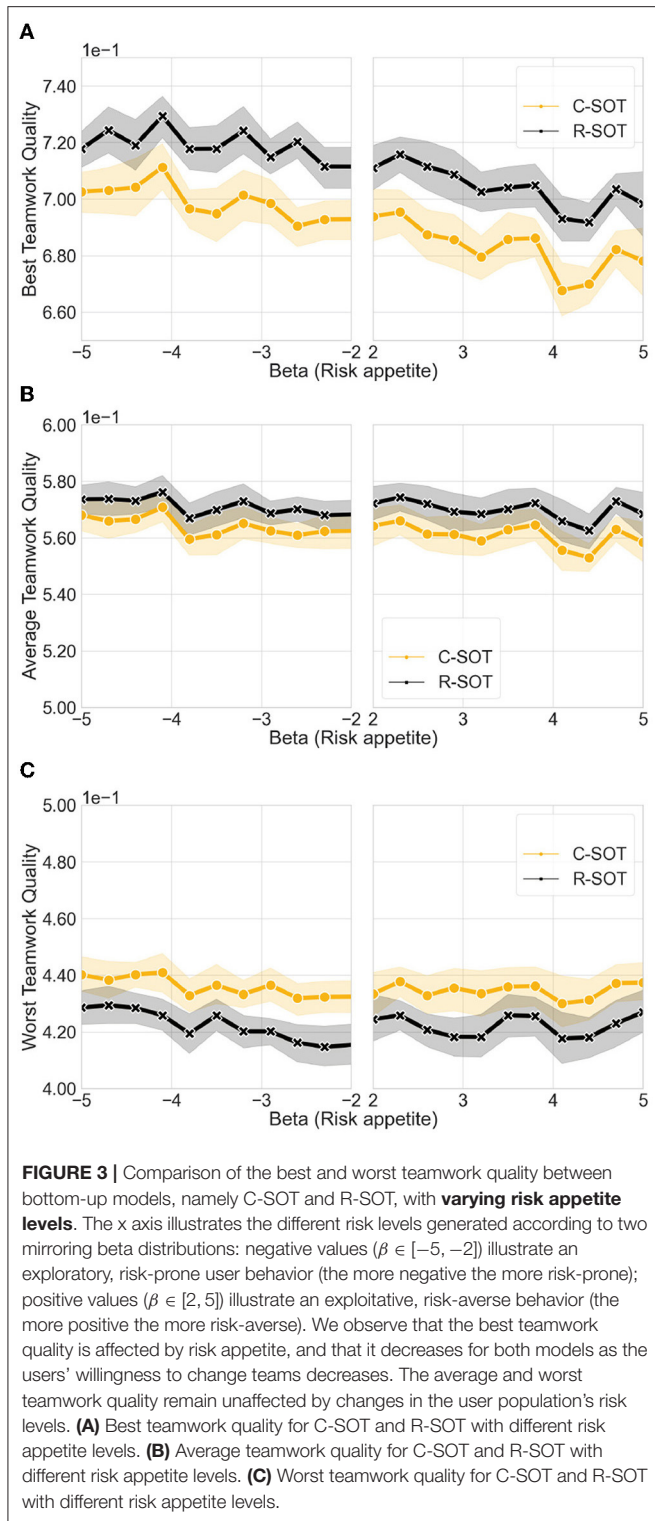 A
1e−1
7.40
7.20
7.00
6.80
6.60
Best Teamwork Quality
C-SOT
R-SOT
−5 −4 −3 −2 2 3 4 5
Beta (Risk appetite) Beta (Risk appetite)
B
1e−1
6.00
5.80
5.60
5.40
5.20
5.00
Average Teamwork Quality
C-SOT
R-SOT
−5 −4 −3 −2 2 3 4 5
Beta (Risk appetite) Beta (Risk appetite)
C
1e−1
5.00
4.80
4.60
4.40
4.20
4.00
Worst Teamwork Quality
C-SOT
R-SOT
−5 −4 −3 −2 2 3 4 5
Beta (Risk appetite) Beta (Risk appetite)
FIGURE 3 | Comparison of the best and worst teamwork quality between
bottom-up models, namely C-SOT and R-SOT, with varying risk appetite
levels. The x axis illustrates the different risk levels generated according to two
mirroring beta distributions: negative values (β ∈ [−5, −2]) illustrate an
exploratory, risk-prone user behavior (the more negative the more risk-prone);
positive values (β ∈ [2, 5]) illustrate an exploitative, risk-averse behavior (the
more positive the more risk-averse). We observe that the best teamwork
quality is affected by risk appetite, and that it decreases for both models as the
users' willingness to change teams decreases. The average and worst
teamwork quality remain unaffected by changes in the user population's risk
levels. (A) Best teamwork quality for C-SOT and R-SOT with different risk
appetite levels. (B) Average teamwork quality for C-SOT and R-SOT with
different risk appetite levels. (C) Worst teamwork quality for C-SOT and R-SOT
with different risk appetite levels.